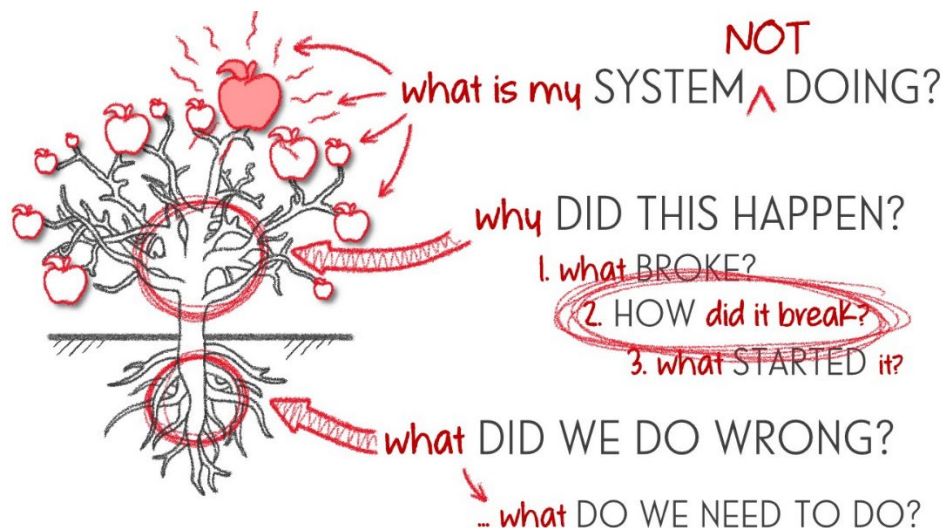 NOT
what is my SYSTEM ^ DOING?
why DID THIS HAPPEN?
1. what BROKE?
2. HOW did it break?
3. what STARTED it?
what DID WE DO WRONG?
... what DO WE NEED TO DO?